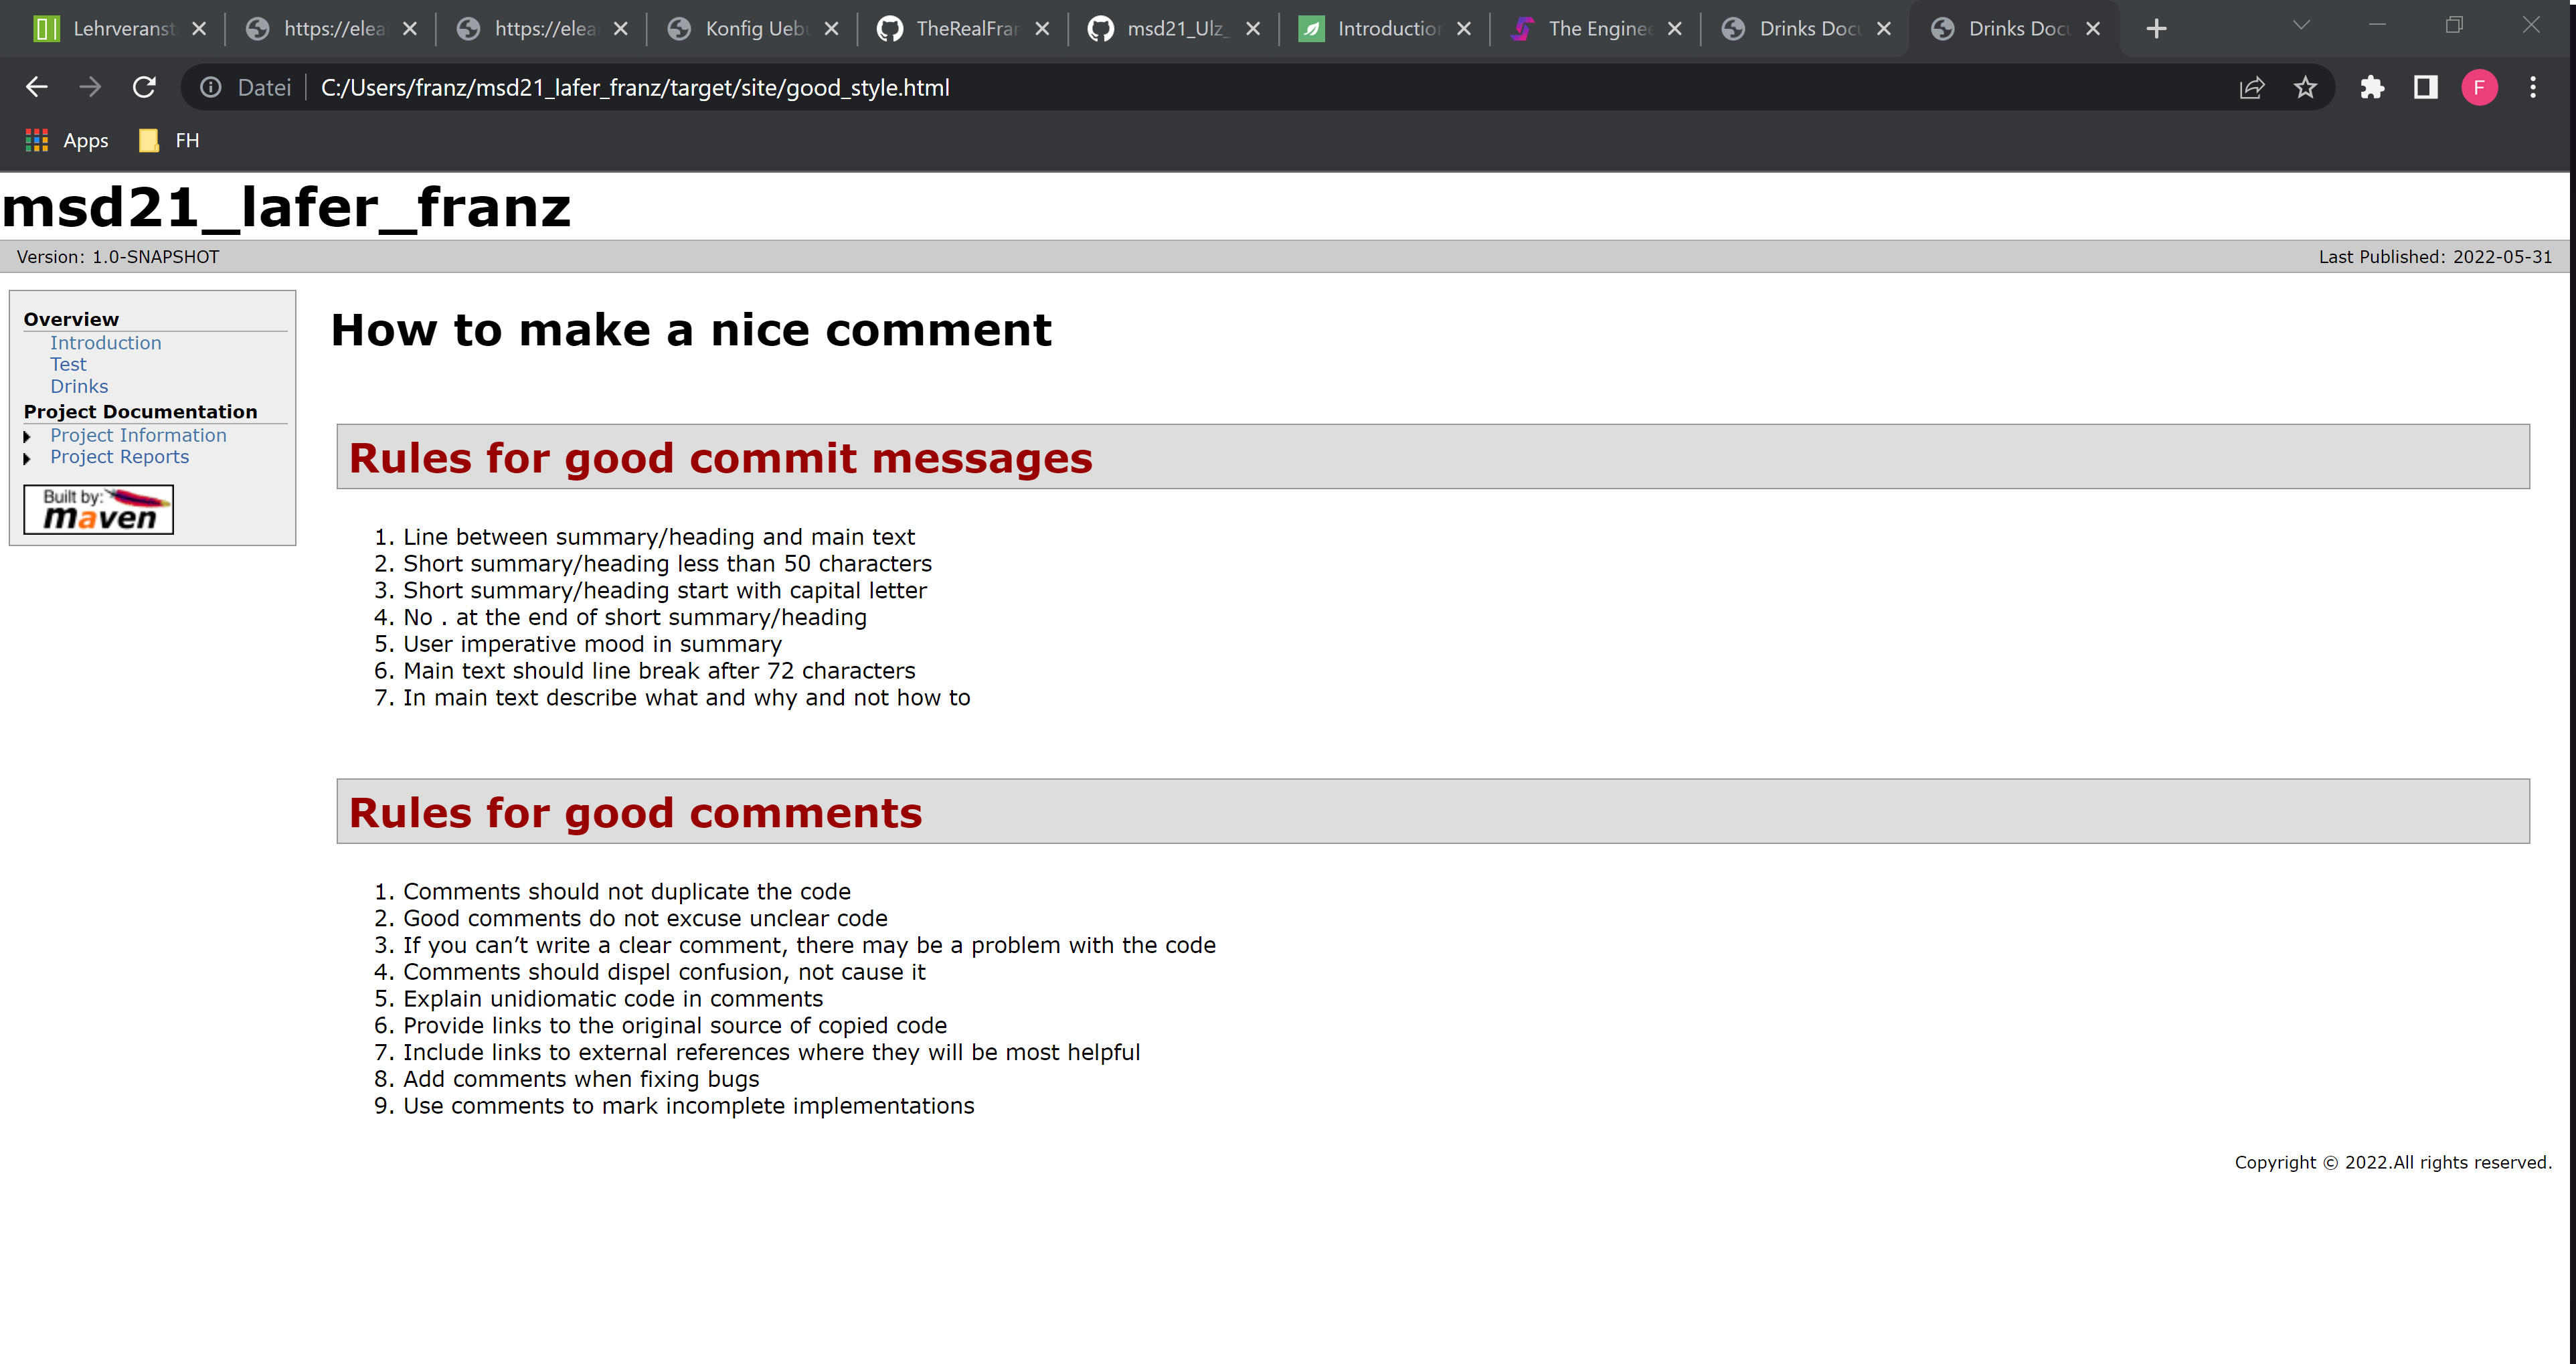 Lehrveranst
https://elea
https://elea
Konfig Ueb
TheRealFra
msd21_Ulz_
Introduction
The Enginee
Drinks Docu
Drinks Docu
Datei
C:/Users/franz/msd21_lafer_franz/target/site/good_style.html
F
Apps
FH
msd21_lafer_franz
Version: 1.0-SNAPSHOT
Last Published: 2022-05-31
Overview
Introduction
Test
Drinks
Project Documentation
Project Information
Project Reports
Built by:
maven
How to make a nice comment
Rules for good commit messages
1. Line between summary/heading and main text
2. Short summary/heading less than 50 characters
3. Short summary/heading start with capital letter
4. No . at the end of short summary/heading
5. User imperative mood in summary
6. Main text should line break after 72 characters
7. In main text describe what and why and not how to
Rules for good comments
1. Comments should not duplicate the code
2. Good comments do not excuse unclear code
3. If you can’t write a clear comment, there may be a problem with the code
4. Comments should dispel confusion, not cause it
5. Explain unidiomatic code in comments
6. Provide links to the original source of copied code
7. Include links to external references where they will be most helpful
8. Add comments when fixing bugs
9. Use comments to mark incomplete implementations
Copyright © 2022.All rights reserved.